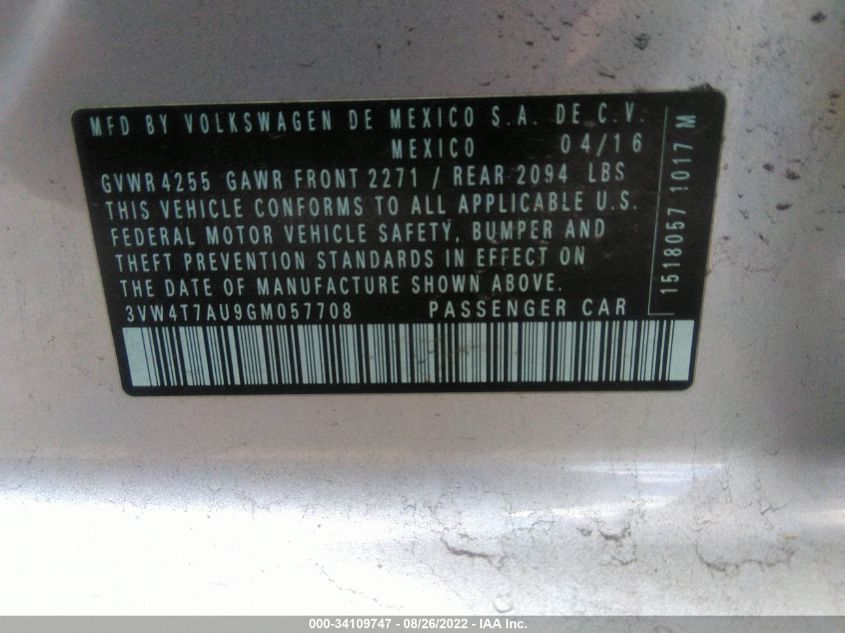 MFD BY VOLKSWAGEN DE MEXICO S.A. DE C.V.
MEXICO 04/16
GVWR 4255 GAWR FRONT 2271 / REAR 2094 LBS
THIS VEHICLE CONFORMS TO ALL APPLICABLE U.S.
FEDERAL MOTOR VEHICLE SAFETY, BUMPER AND
THEFT PREVENTION STANDARDS IN EFFECT ON
THE DATE OF MANUFACTURE SHOWN ABOVE.
3VW4T7AU9GM057708 PASSENGER CAR
1518057 1017 M
000-34109747 - 08/26/2022 - IAA Inc.